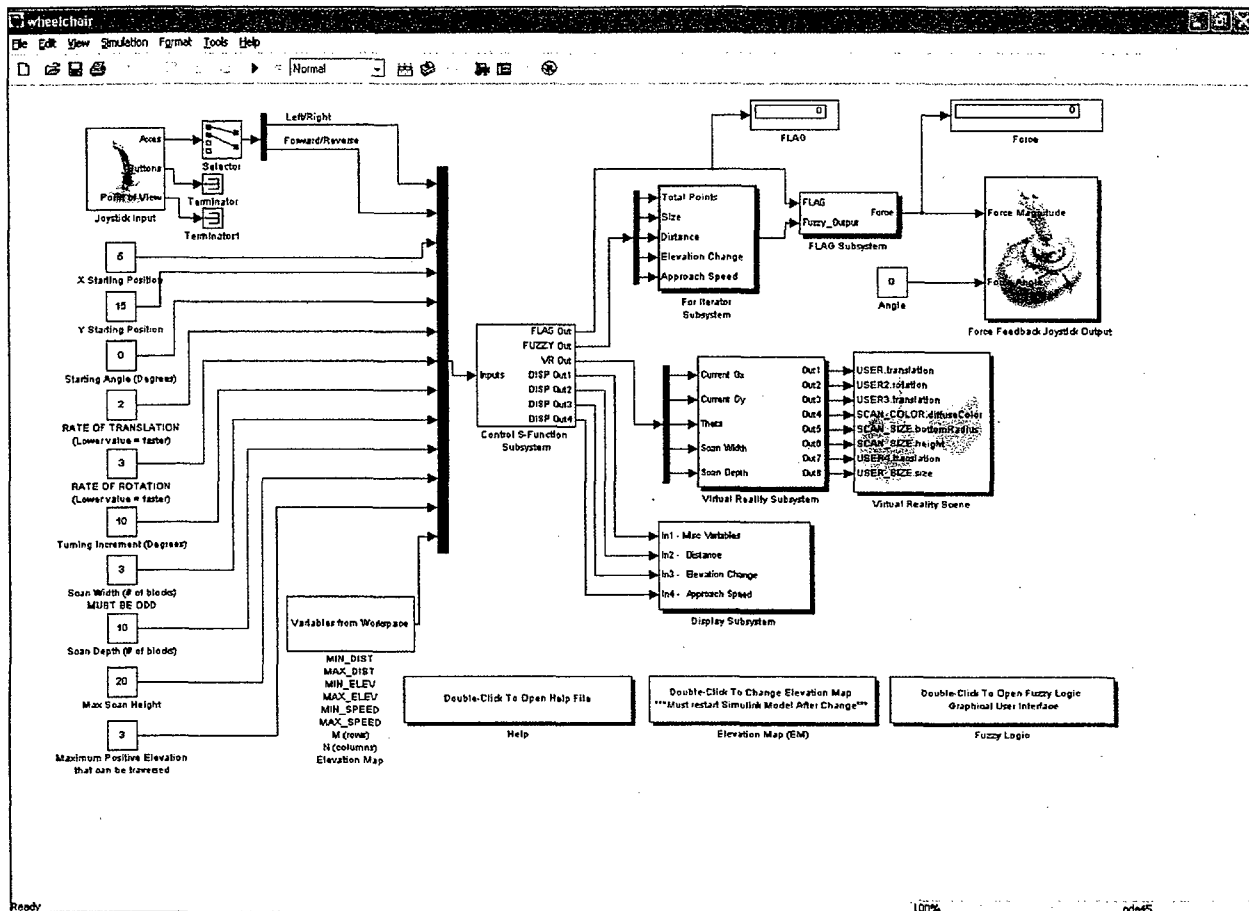 wheelchair
File Edit View Simulation Format Tools Help
Normal
Left/Right
Forward/Reverse
Axes
Buttons
Point of View
Joystick Input
Selector
Terminator
Terminator1
5
X Starting Position
15
Y Starting Position
0
Starting Angle (Degrees)
2
RATE OF TRANSLATION
(Lower value = faster)
3
RATE OF ROTATION
(Lower value = faster)
10
Turning Increment (Degrees)
3
Scan Width (# of blocks)
MUST BE ODD
10
Scan Depth (# of blocks)
20
Max Scan Height
3
Maximum Positive Elevation
that can be traversed
Variables from Workspace
MIN_DIST
MAX_DIST
MIN_ELEV
MAX_ELEV
MIN_SPEED
MAX_SPEED
M (rows)
N (columns)
Elevation Map
Inputs
FLAG Out
FUZZY Out
VR Out
DISP Out1
DISP Out2
DISP Out3
DISP Out4
Control S-Function
Subsystem
0
FLAG
0
Force
Total Points
Size
Distance
Elevation Change
Approach Speed
For Iterator
Subsystem
FLAG
Fuzzy_Output
Force
FLAG Subsystem
0
Angle
Force Magnitude
Force Angle
Force Feedback Joystick Output
Current Gx
Current Gy
Theta
Scan Width
Scan Depth
Out1
Out2
Out3
Out4
Out5
Out6
Out7
Out8
Virtual Reality Subsystem
USER.translation
USER2.rotation
USER3.translation
SCAN_COLOR.diffuseColor
SCAN_SIZE.bottomRadius
SCAN_SIZE.height
USER4.translation
USER_SIZE.size
Virtual Reality Scene
In1 - Misc Variables
In2 - Distance
In3 - Elevation Change
In4 - Approach Speed
Display Subsystem
Double-Click To Open Help File
Help
Double-Click To Change Elevation Map
***Must restart Simulink Model After Change***
Elevation Map (EM)
Double-Click To Open Fuzzy Logic
Graphical User Interface
Fuzzy Logic
Ready
100%
ode45